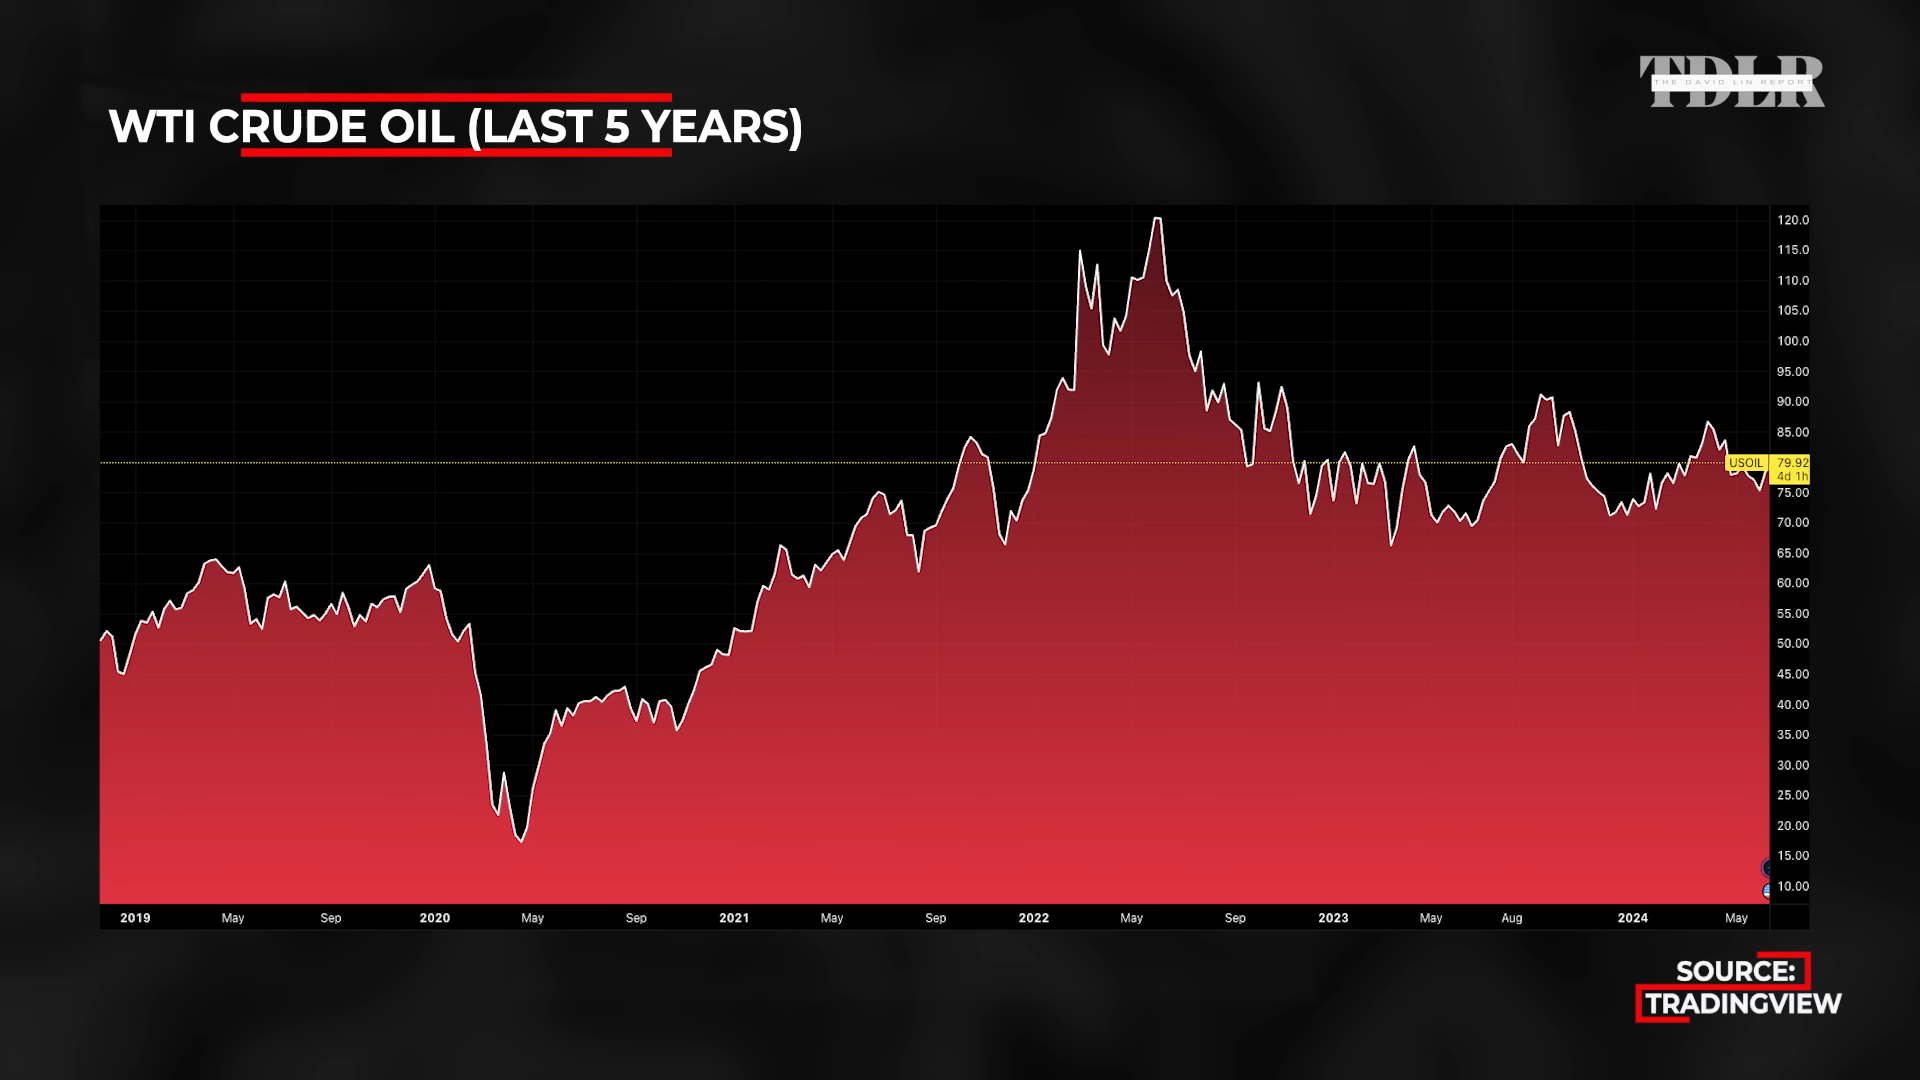 TDLR
THE DAVID LIN REPORT
WTI CRUDE OIL (LAST 5 YEARS)
120.0
115.0
110.0
105.0
100.0
95.00
90.00
85.00
USOIL 79.92
4d 1h
75.00
70.00
65.00
60.00
55.00
50.00
45.00
40.00
35.00
30.00
25.00
20.00
15.00
10.00
2019 May Sep 2020 May Sep 2021 May Sep 2022 May Sep 2023 May Aug 2024 May
SOURCE:
TRADINGVIEW